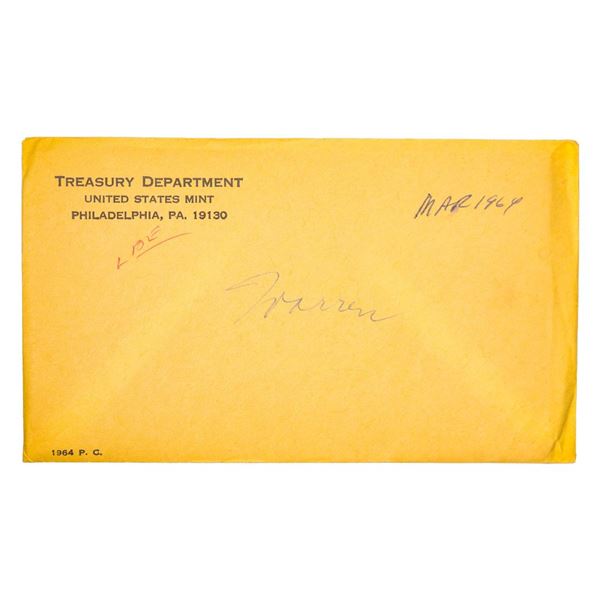 TREASURY DEPARTMENT
UNITED STATES MINT
PHILADELPHIA, PA. 19130
MAR 1964
Warren
1964 P. C.